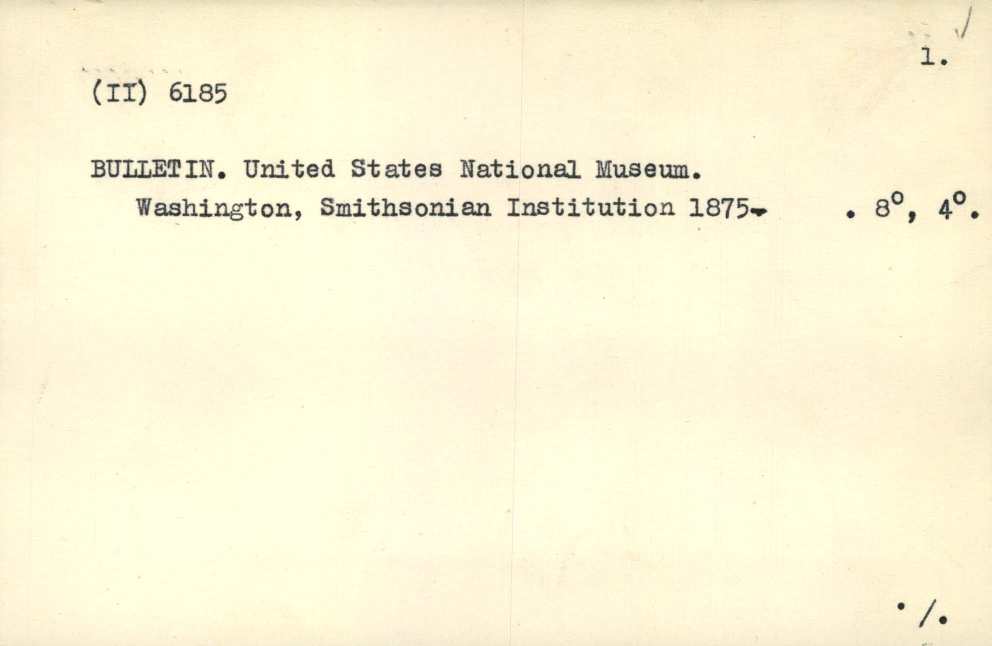 1.
(II) 6185
BULLETIN. United States National Museum.
Washington, Smithsonian Institution 1875- . 8°, 4°.
· /.